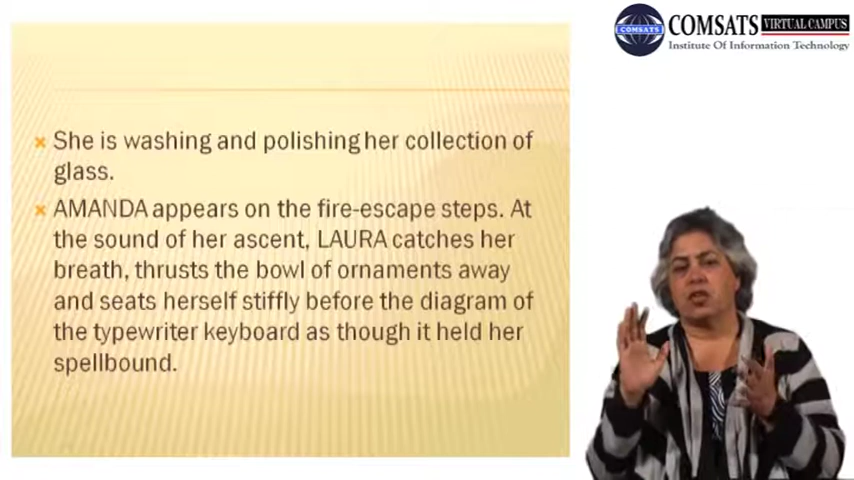 COMSATS
COMSATS VIRTUAL CAMPUS
Institute Of Information Technology
She is washing and polishing her collection of
glass.
AMANDA appears on the fire-escape steps. At
the sound of her ascent, LAURA catches her
breath, thrusts the bowl of ornaments away
and seats herself stiffly before the diagram of
the typewriter keyboard as though it held her
spellbound.